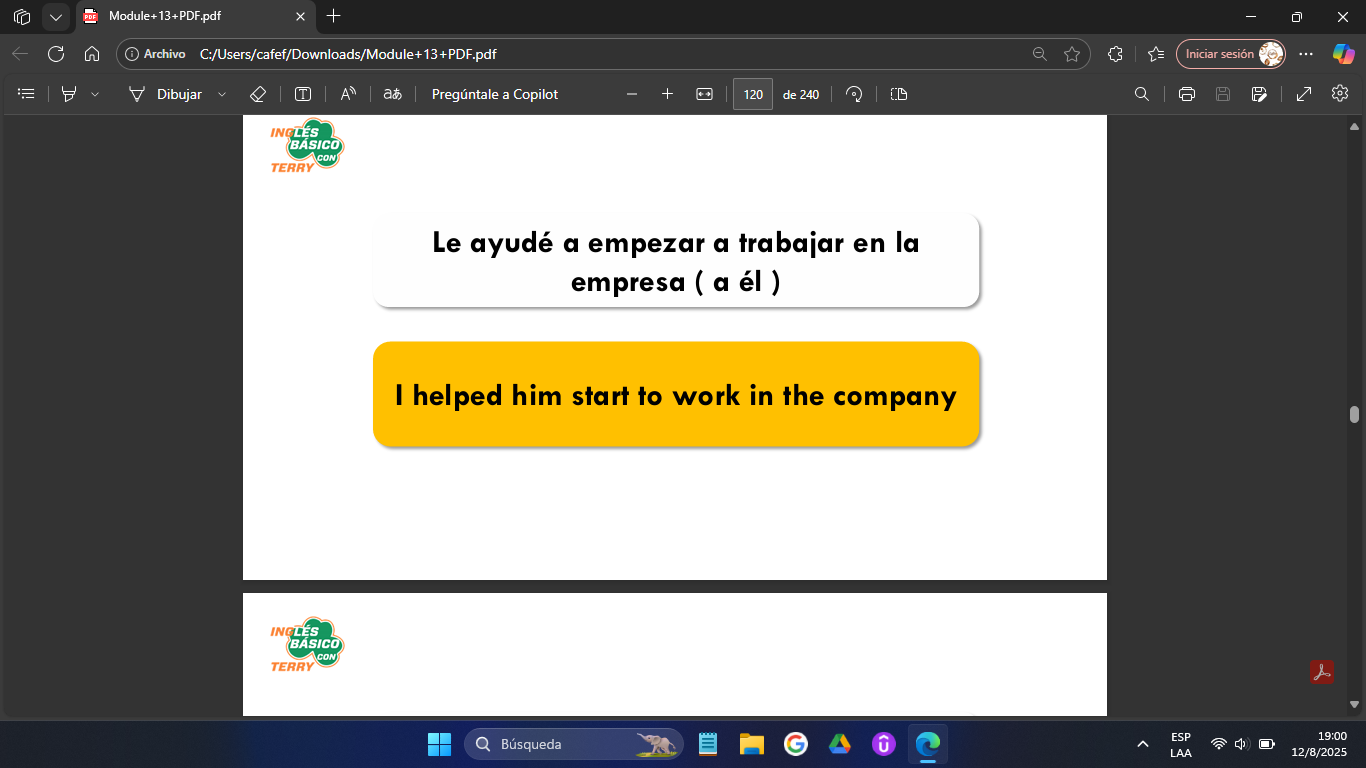 Module+13+PDF.pdf
Archivo C:/Users/cafef/Downloads/Module+13+PDF.pdf
Iniciar sesión
Dibujar
aあ
Pregúntale a Copilot
120 de 240
INGLÉS
BÁSICO
CON
TERRY
Le ayudé a empezar a trabajar en la
empresa ( a él )
I helped him start to work in the company
INGLÉS
BÁSICO
CON
TERRY
Búsqueda
ESP
LAA
19:00
12/8/2025